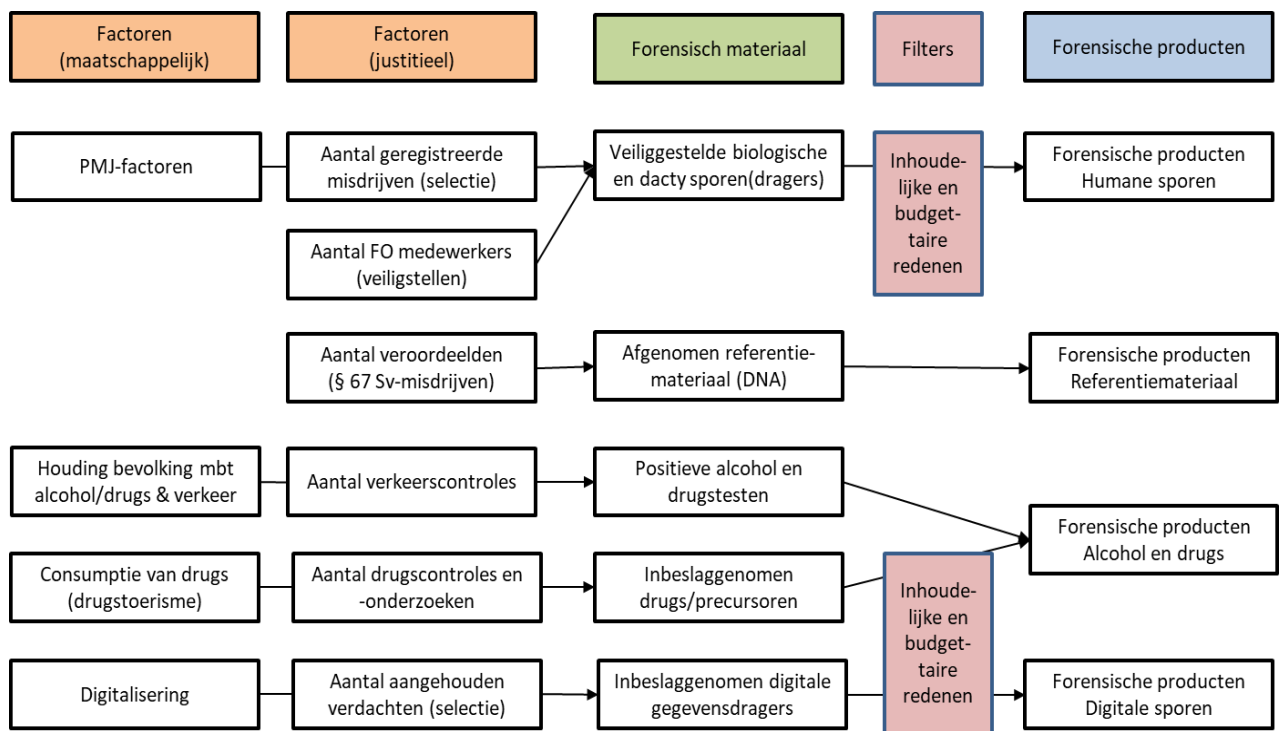 Factoren
(maatschappelijk)
Factoren
(justitieel)
Forensisch materiaal
Filters
Forensische producten
PMJ-factoren
Aantal geregistreerde
misdrijven (selectie)
Veiliggestelde biologische
en dacty sporen(dragers)
Inhoude-
lijke en
budget-
taire
redenen
Forensische producten
Humane sporen
Aantal FO medewerkers
(veiligstellen)
Aantal veroordeelden
(§ 67 Sv-misdrijven)
Afgenomen referentie-
materiaal (DNA)
Forensische producten
Referentiemateriaal
Houding bevolking mbt
alcohol/drugs & verkeer
Aantal verkeerscontroles
Positieve alcohol en
drugstesten
Forensische producten
Alcohol en drugs
Consumptie van drugs
(drugstoerisme)
Aantal drugscontroles en
-onderzoeken
Inbeslaggenomen
drugs/precursoren
Inhoude-
lijke en
budget-
taire
redenen
Digitalisering
Aantal aangehouden
verdachten (selectie)
Inbeslaggenomen digitale
gegevensdragers
Forensische producten
Digitale sporen